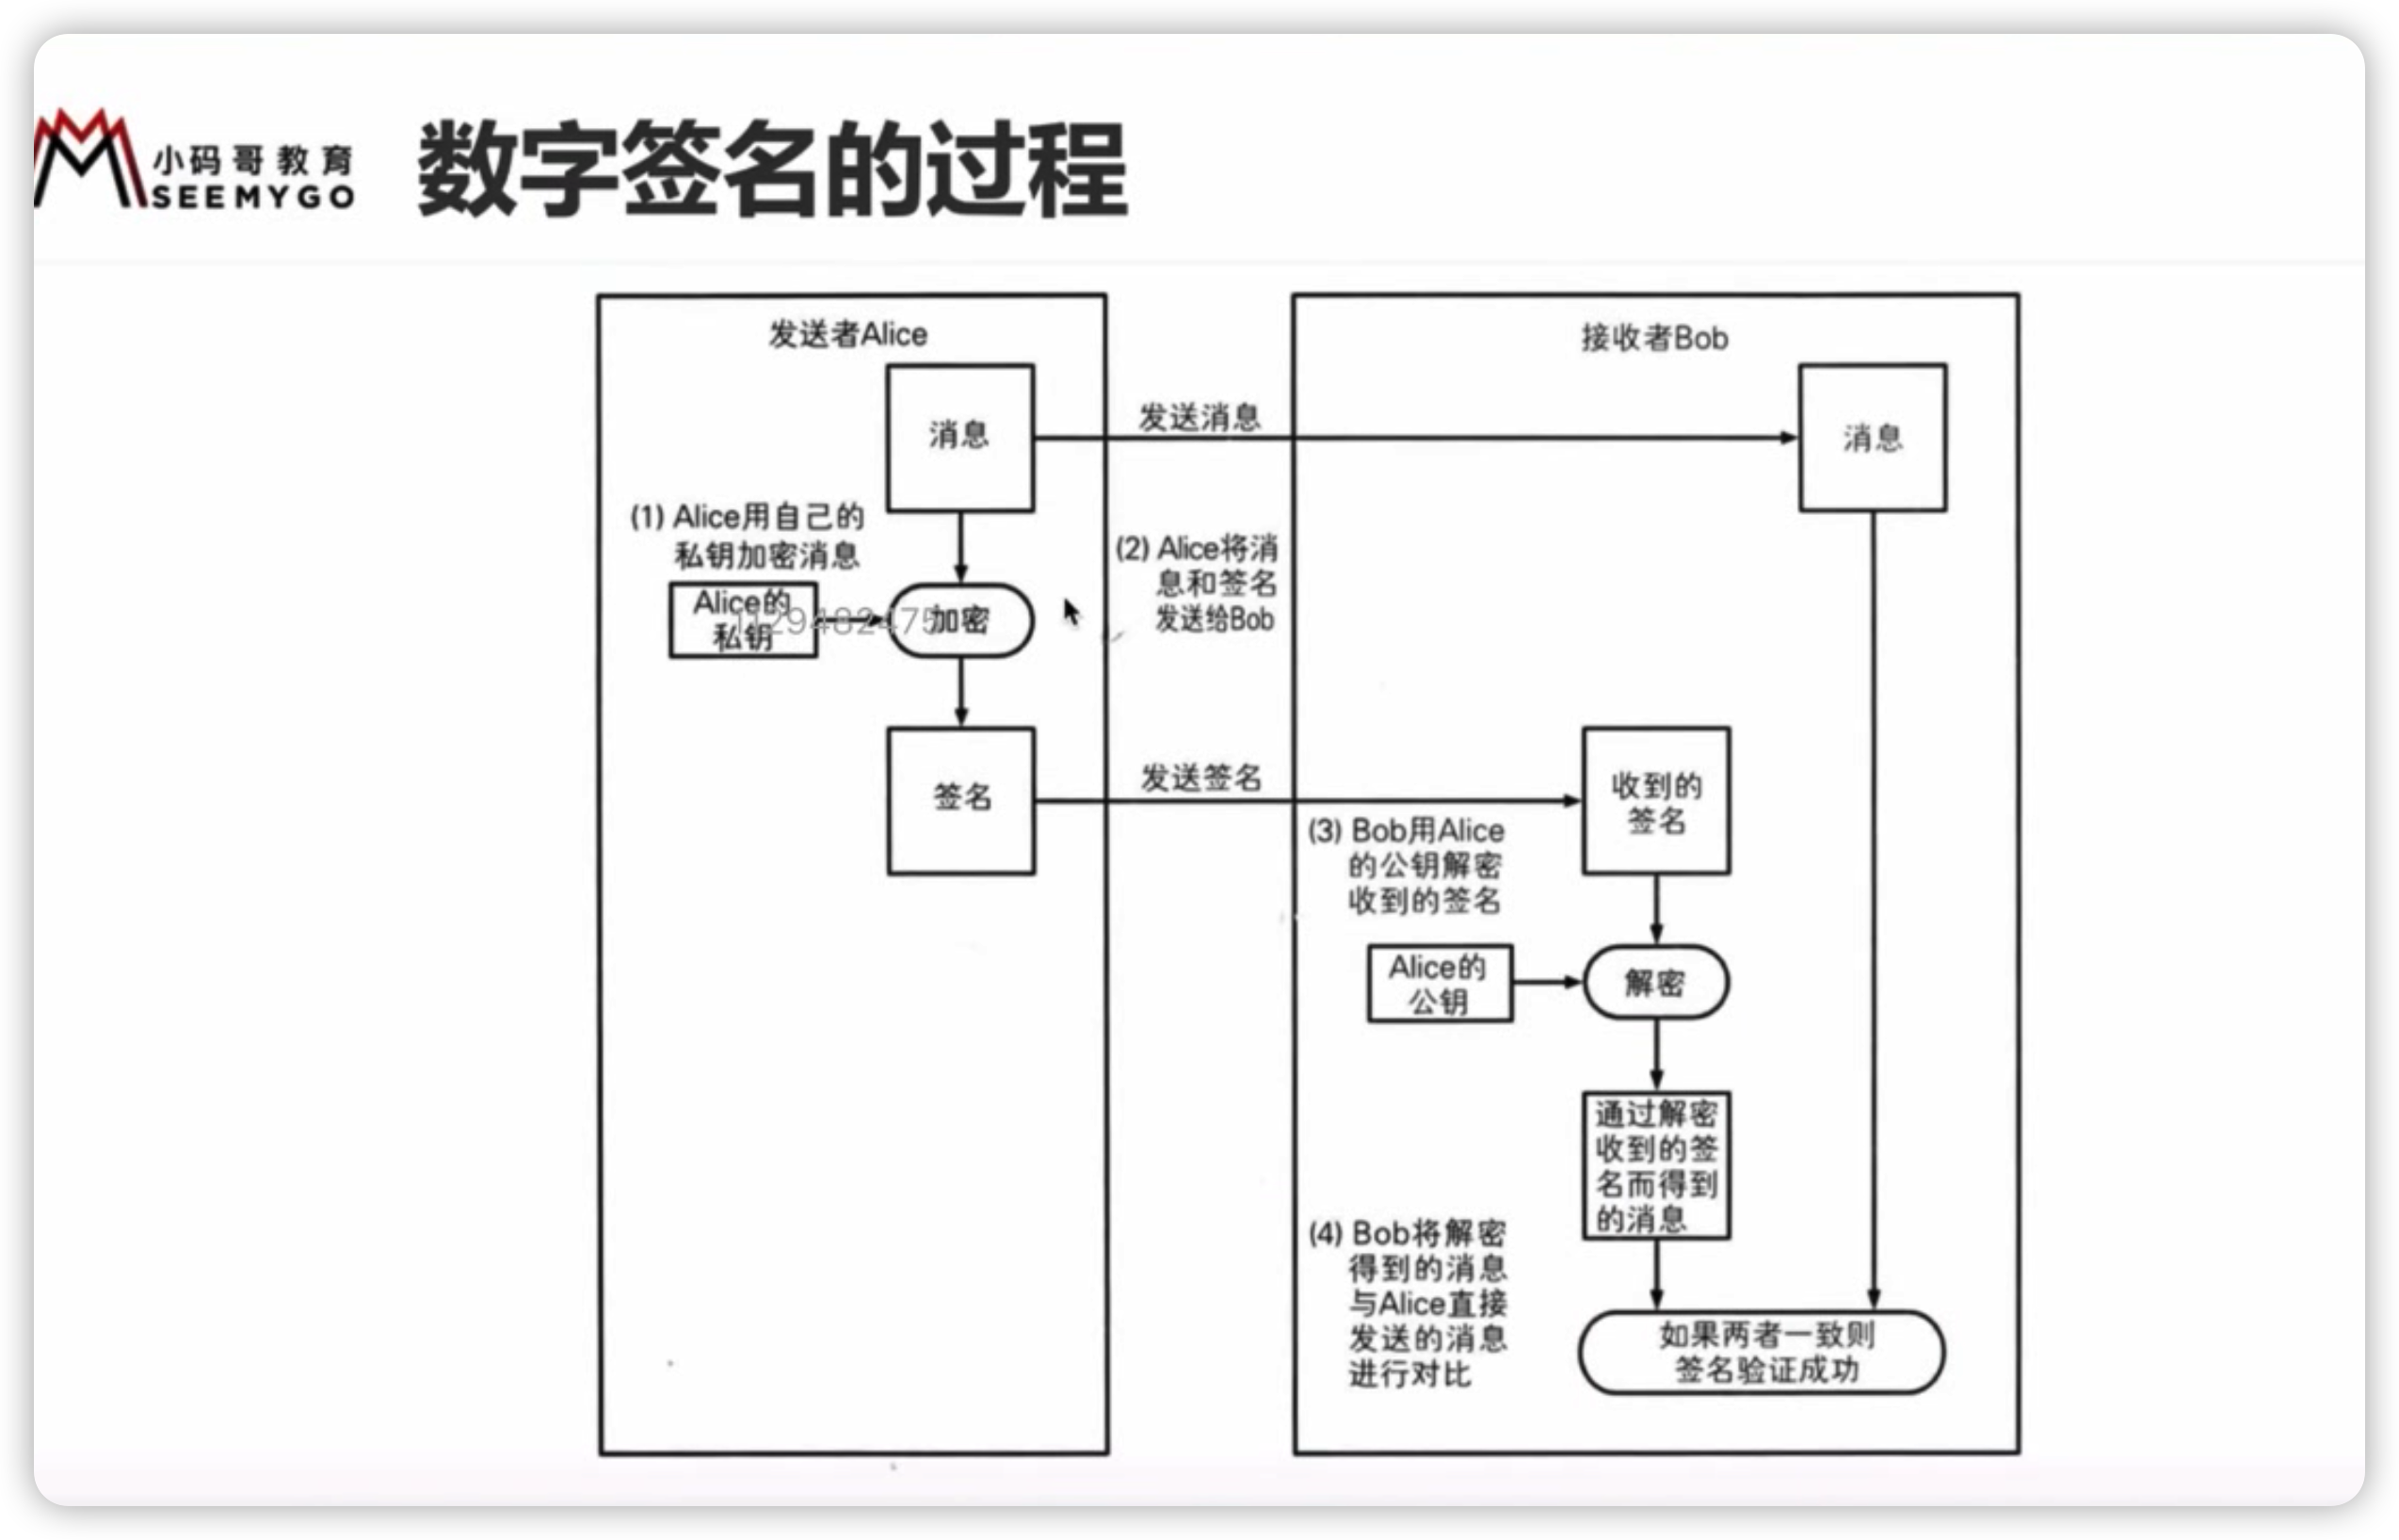 小码哥教育
SEEMYGO
数字签名的过程
发送者Alice
消息
(1) Alice用自己的
私钥加密消息
Alice的
私钥
1129482475
加密
签名
发送消息
(2) Alice将消
息和签名
发送给Bob
发送签名
接收者Bob
消息
收到的
签名
(3) Bob用Alice
的公钥解密
收到的签名
Alice的
公钥
解密
通过解密
收到的签
名而得到
的消息
(4) Bob将解密
得到的消息
与Alice直接
发送的消息
进行对比
如果两者一致则
签名验证成功